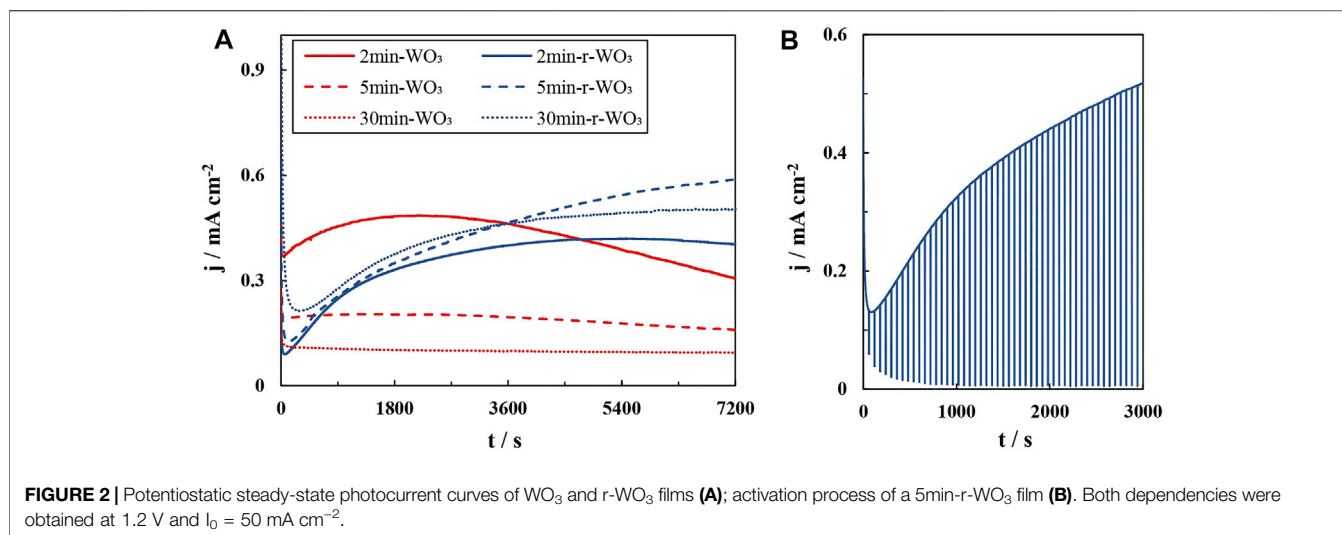 A
2min-WO₃
2min-r-WO₃
5min-WO₃
5min-r-WO₃
30min-WO₃
30min-r-WO₃
0.9
0.6
0.3
0
j / mA cm⁻²
0
1800
3600
5400
7200
t / s
B
0.6
0.4
0.2
0
j / mA cm⁻²
0
1000
2000
3000
t / s
FIGURE 2 | Potentiostatic steady-state photocurrent curves of WO₃ and r-WO₃ films (A); activation process of a 5min-r-WO₃ film (B). Both dependencies were
obtained at 1.2 V and I₀ = 50 mA cm⁻².